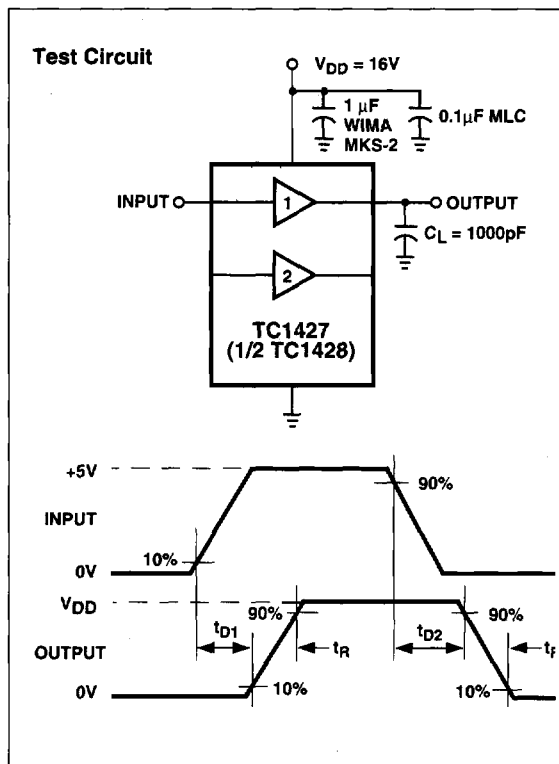 Test Circuit
V_DD = 16V
1 μF
WIMA
MKS-2
0.1μF MLC
INPUT
1
OUTPUT
C_L = 1000pF
2
TC1427
(1/2 TC1428)
+5V
90%
INPUT
10%
0V
V_DD
90%
t_D1
t_R
t_D2
90%
OUTPUT
10%
10%
0V